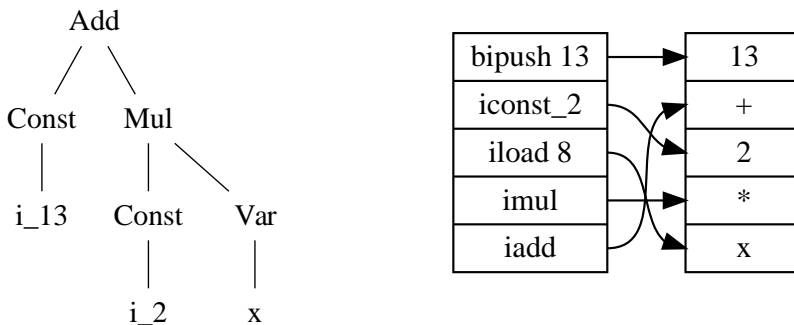 Add
Const Mul
i_13 Const Var
i_2 x
bipush 13 13
iconst_2 +
iload 8 2
imul *
iadd x